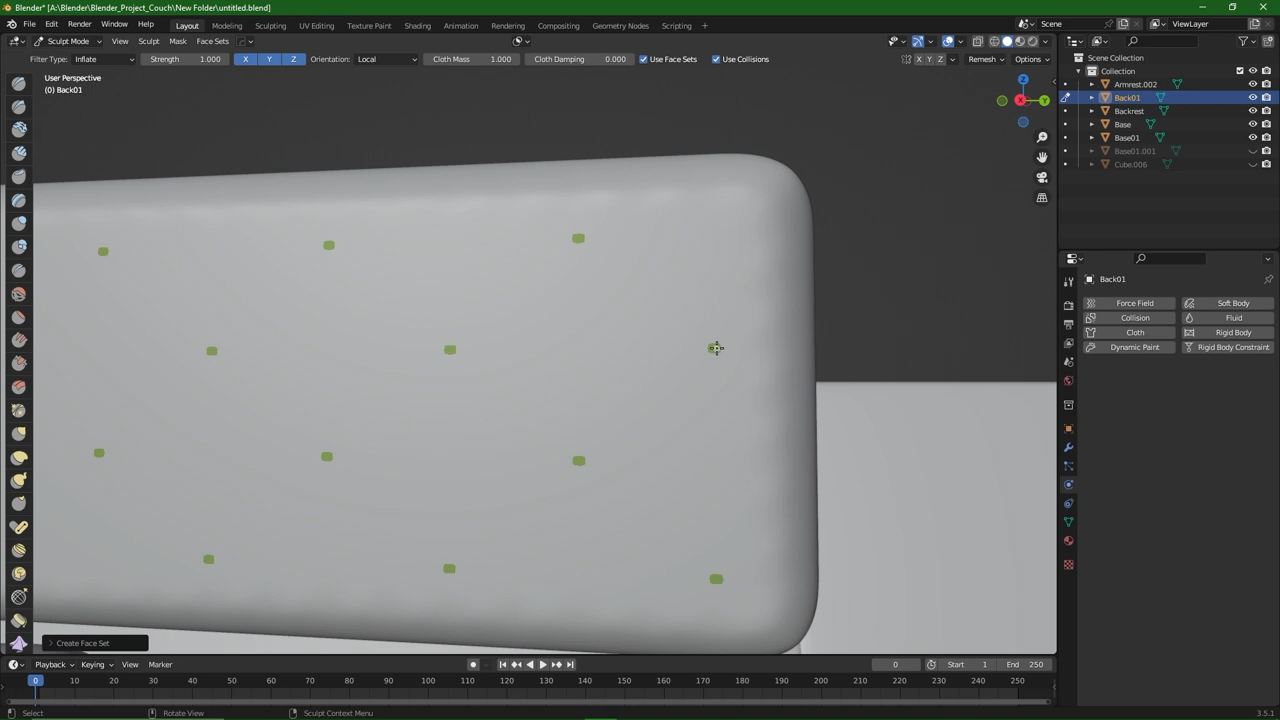 Blender* [A:\Blender_Project_Couch\New Folder\untitled.blend]
File Edit Render Window Help Layout Modeling Sculpting UV Editing Texture Paint Shading Animation Rendering Compositing Geometry Nodes Scripting + Scene ViewLayer
Sculpt Mode View Sculpt Mask Face Sets
Filter Type: Inflate Strength 1.000 X Y Z Orientation: Local Cloth Mass 1.000 Cloth Damping 0.000 Use Face Sets Use Collisions X Y Z Remesh Options
User Perspective
(0) Back01
Z
X Y
Scene Collection
Collection
Armrest.002
Back01
Backrest
Base
Base01
Base01.001
Cube.006
Back01
Force Field Soft Body
Collision Fluid
Cloth Rigid Body
Dynamic Paint Rigid Body Constraint
Create Face Set
Playback Keying View Marker 0 Start 1 End 250
0 10 20 30 40 50 60 70 80 90 100 110 120 130 140 150 160 170 180 190 200 210 220 230 240 250
Select Rotate View Sculpt Context Menu 3.5.1